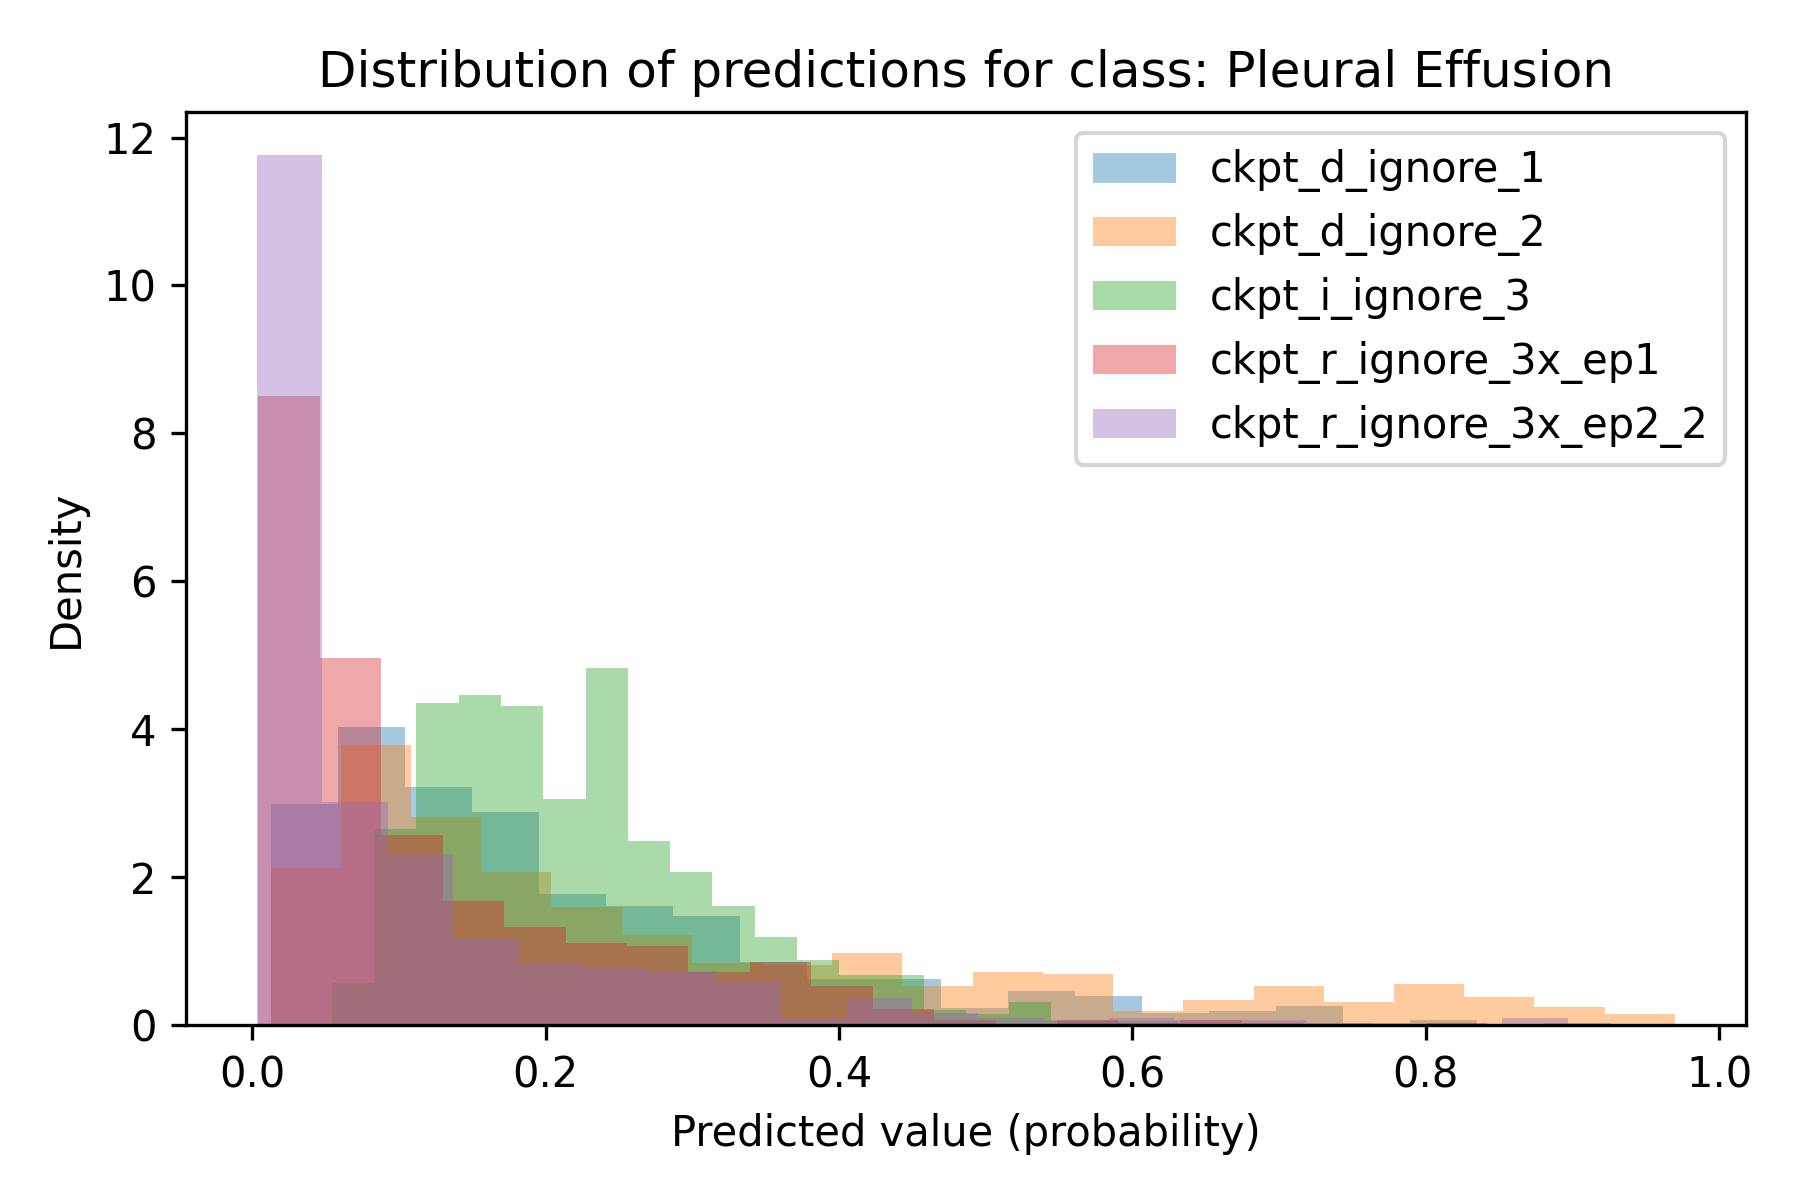 Distribution of predictions for class: Pleural Effusion
12
10
8
6
4
2
0
Density
ckpt_d_ignore_1
ckpt_d_ignore_2
ckpt_i_ignore_3
ckpt_r_ignore_3x_ep1
ckpt_r_ignore_3x_ep2_2
0.0 0.2 0.4 0.6 0.8 1.0
Predicted value (probability)